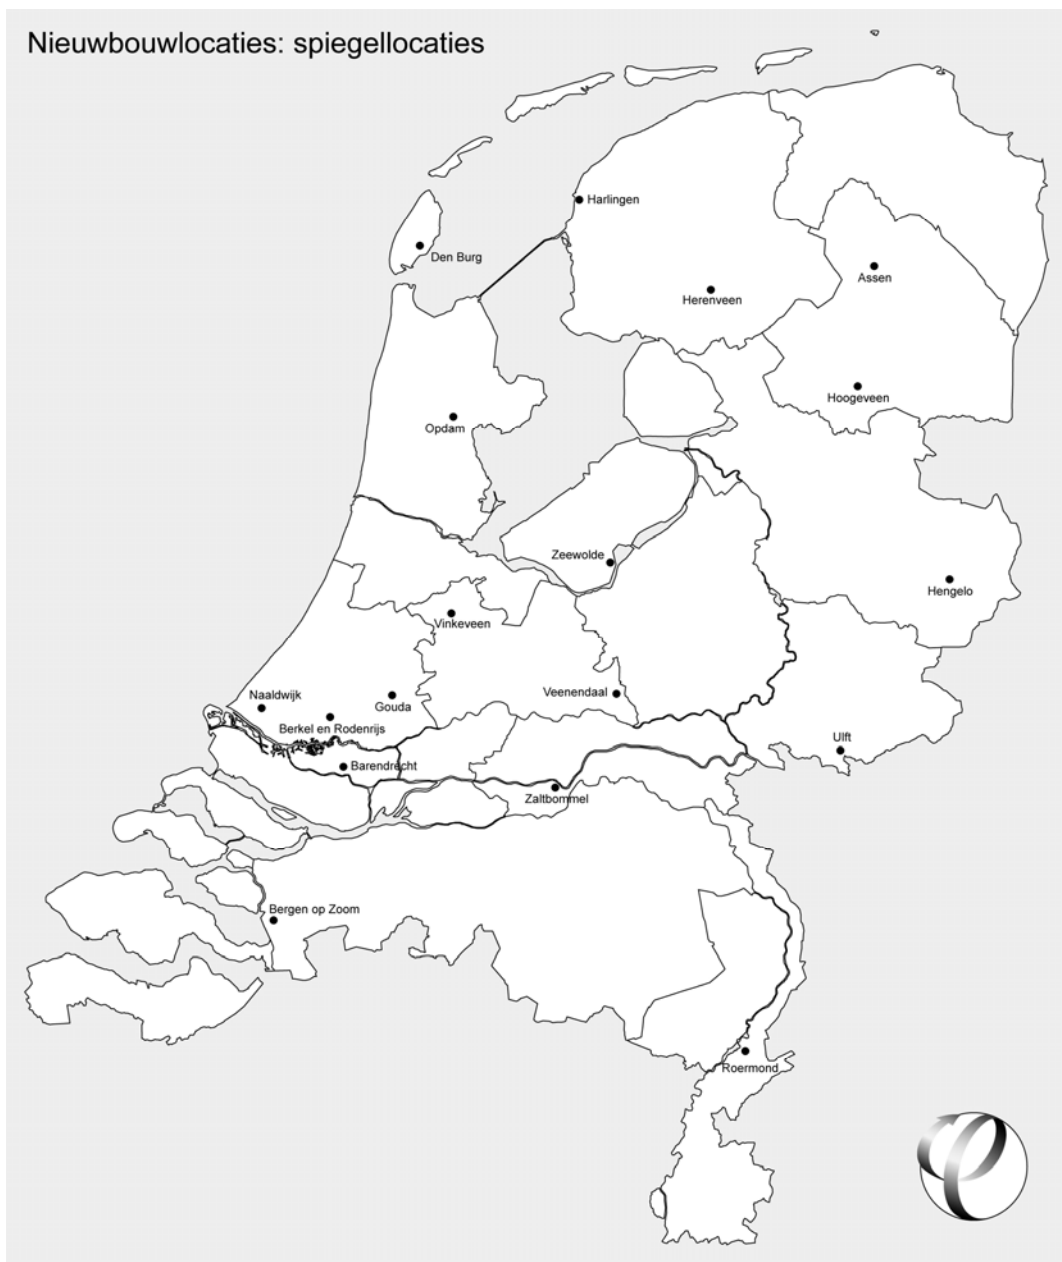 Nieuwbouwlocaties: spiegellocaties
Harlingen
Den Burg
Assen
Herenveen
Hoogeveen
Opdam
Zeewolde
Hengelo
Vinkeveen
Veenendaal
Naaldwijk
Gouda
Berkel en Rodenrijs
Ulft
Barendrecht
Zaltbommel
Bergen op Zoom
Roermond